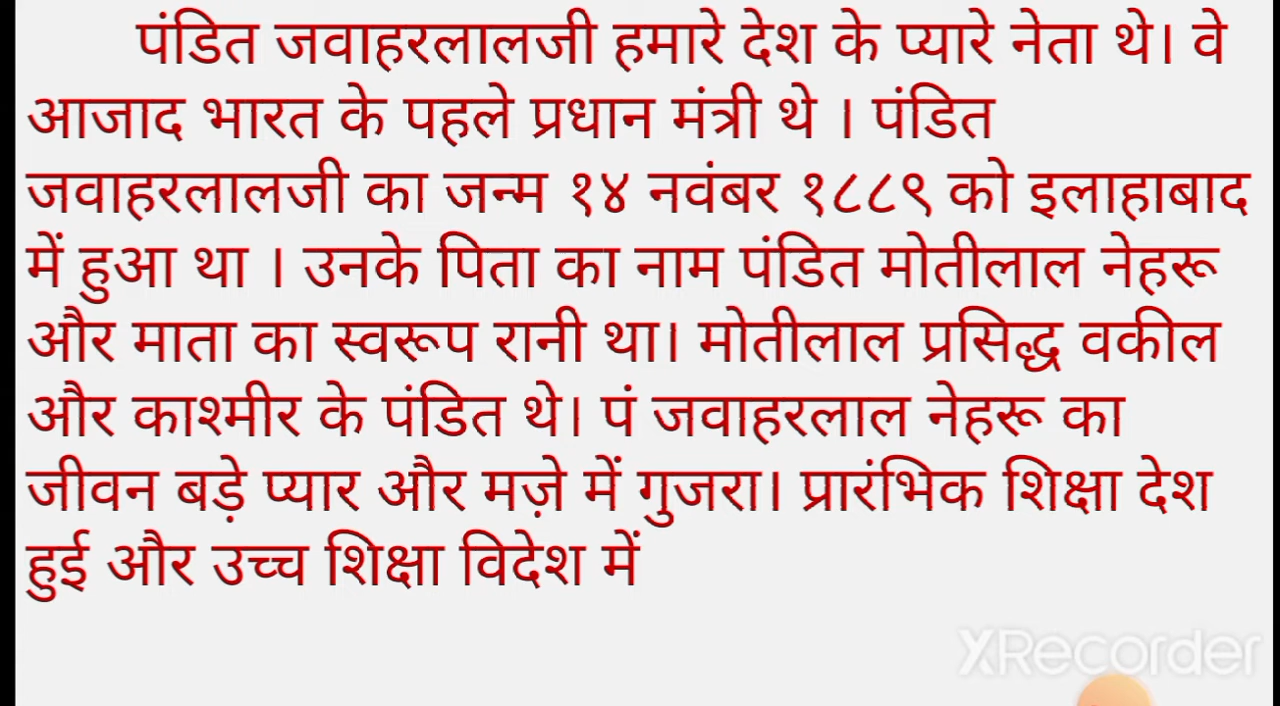 पंडित जवाहरलालजी हमारे देश के प्यारे नेता थे। वे
आजाद भारत के पहले प्रधान मंत्री थे । पंडित
जवाहरलालजी का जन्म १४ नवंबर १८८९ को इलाहाबाद
में हुआ था । उनके पिता का नाम पंडित मोतीलाल नेहरू
और माता का स्वरूप रानी था। मोतीलाल प्रसिद्ध वकील
और काश्मीर के पंडित थे। पं जवाहरलाल नेहरू का
जीवन बड़े प्यार और मज़े में गुजरा। प्रारंभिक शिक्षा देश
हुई और उच्च शिक्षा विदेश में
XRecorder